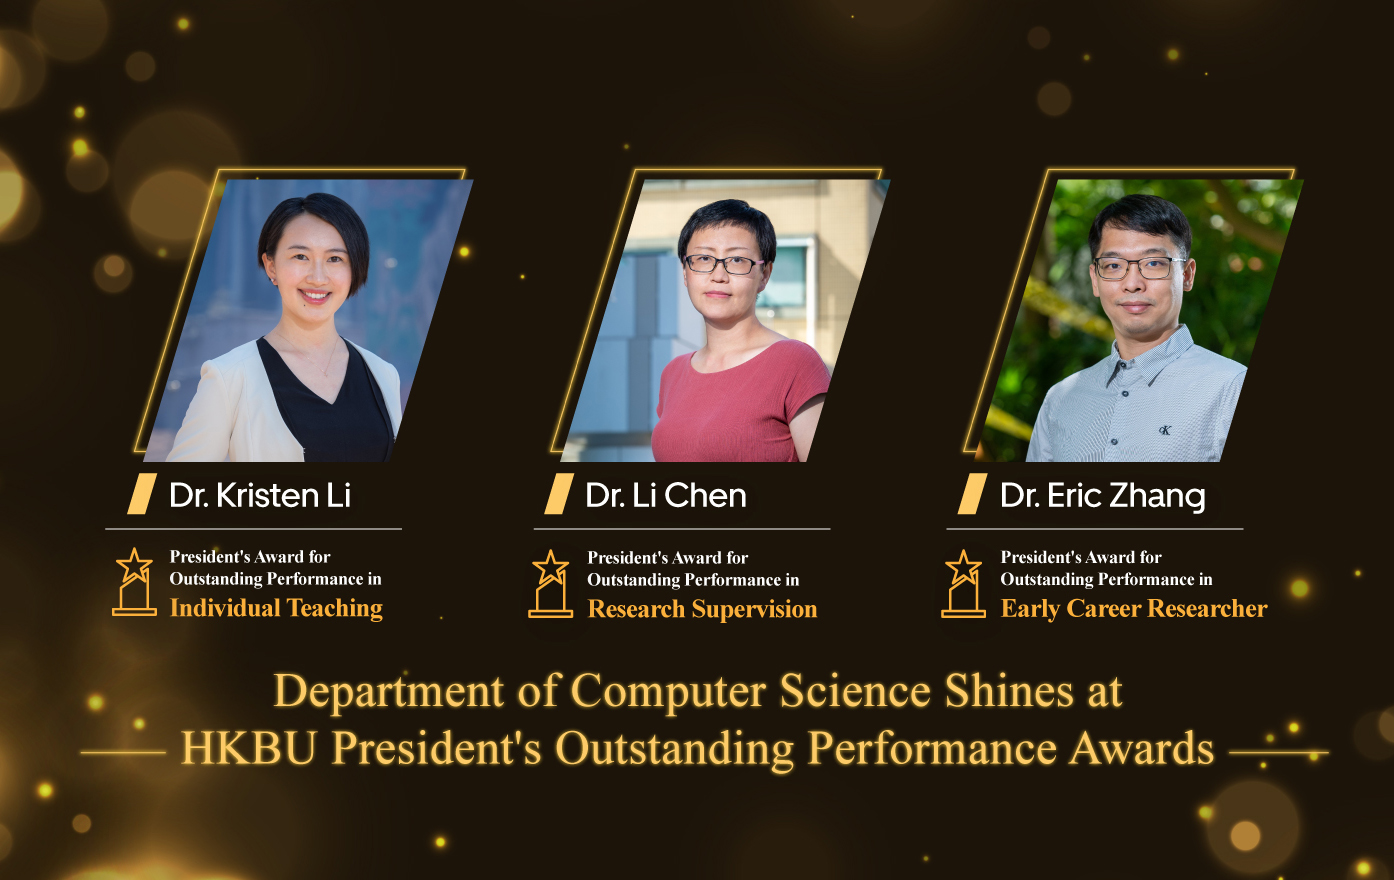 Dr. Kristen Li
President's Award for
Outstanding Performance in
Individual Teaching
Dr. Li Chen
President's Award for
Outstanding Performance in
Research Supervision
Dr. Eric Zhang
President's Award for
Outstanding Performance in
Early Career Researcher
CK
Department of Computer Science Shines at
HKBU President's Outstanding Performance Awards